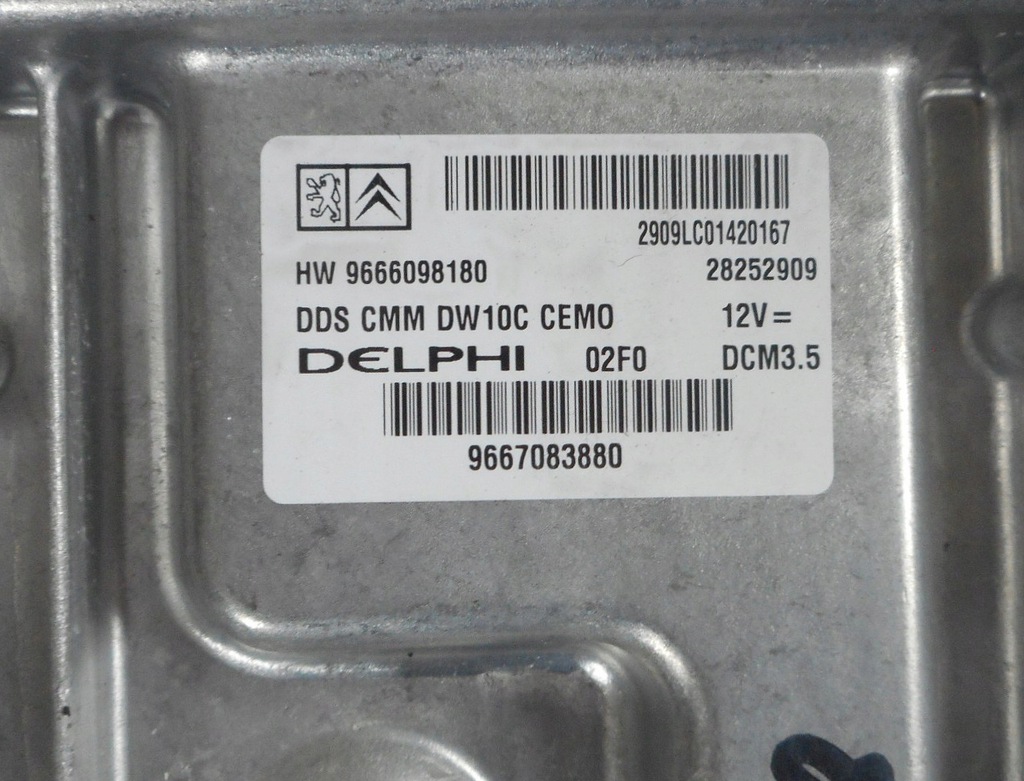 2909LC01420167
HW 9666098180 28252909
DDS CMM DW10C CEMO 12V=
DELPHI 02F0 DCM3.5
9667083880